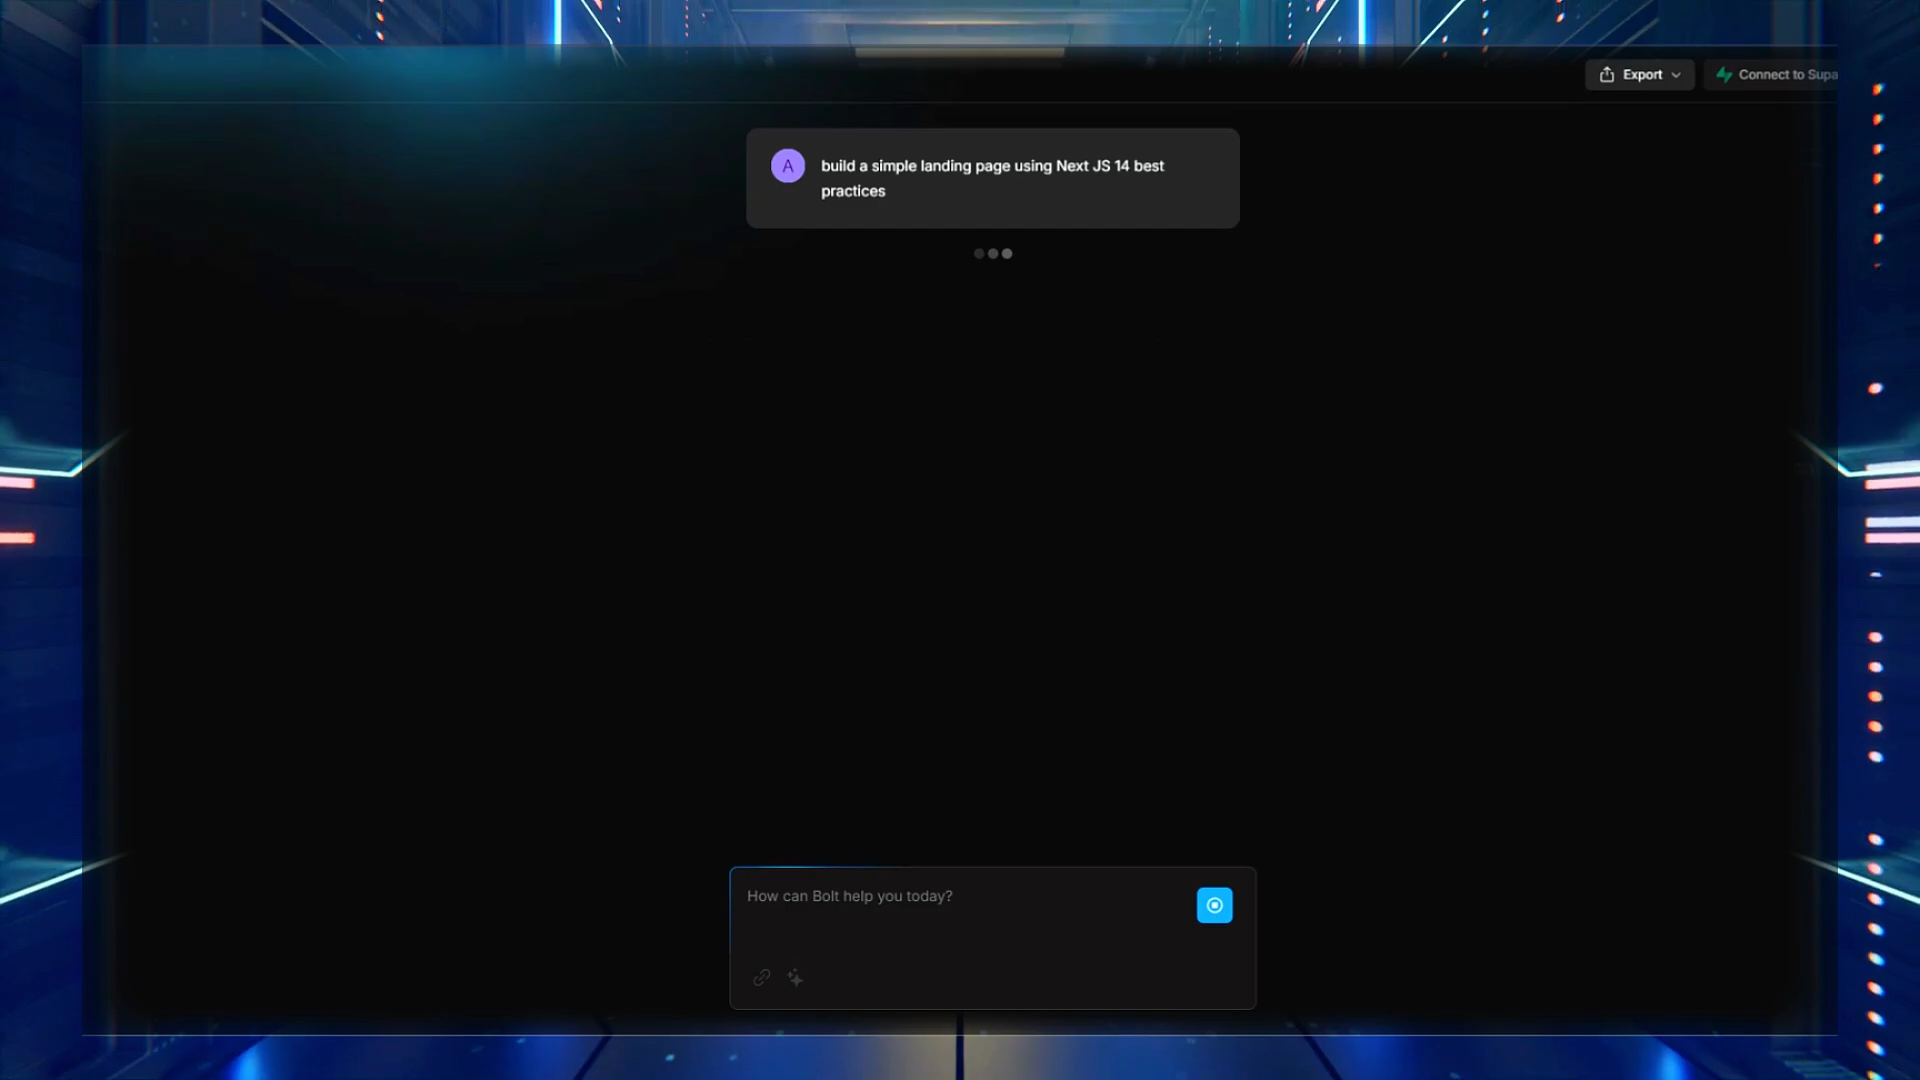 Export
Connect to Supa
A
build a simple landing page using Next JS 14 best
practices
How can Bolt help you today?